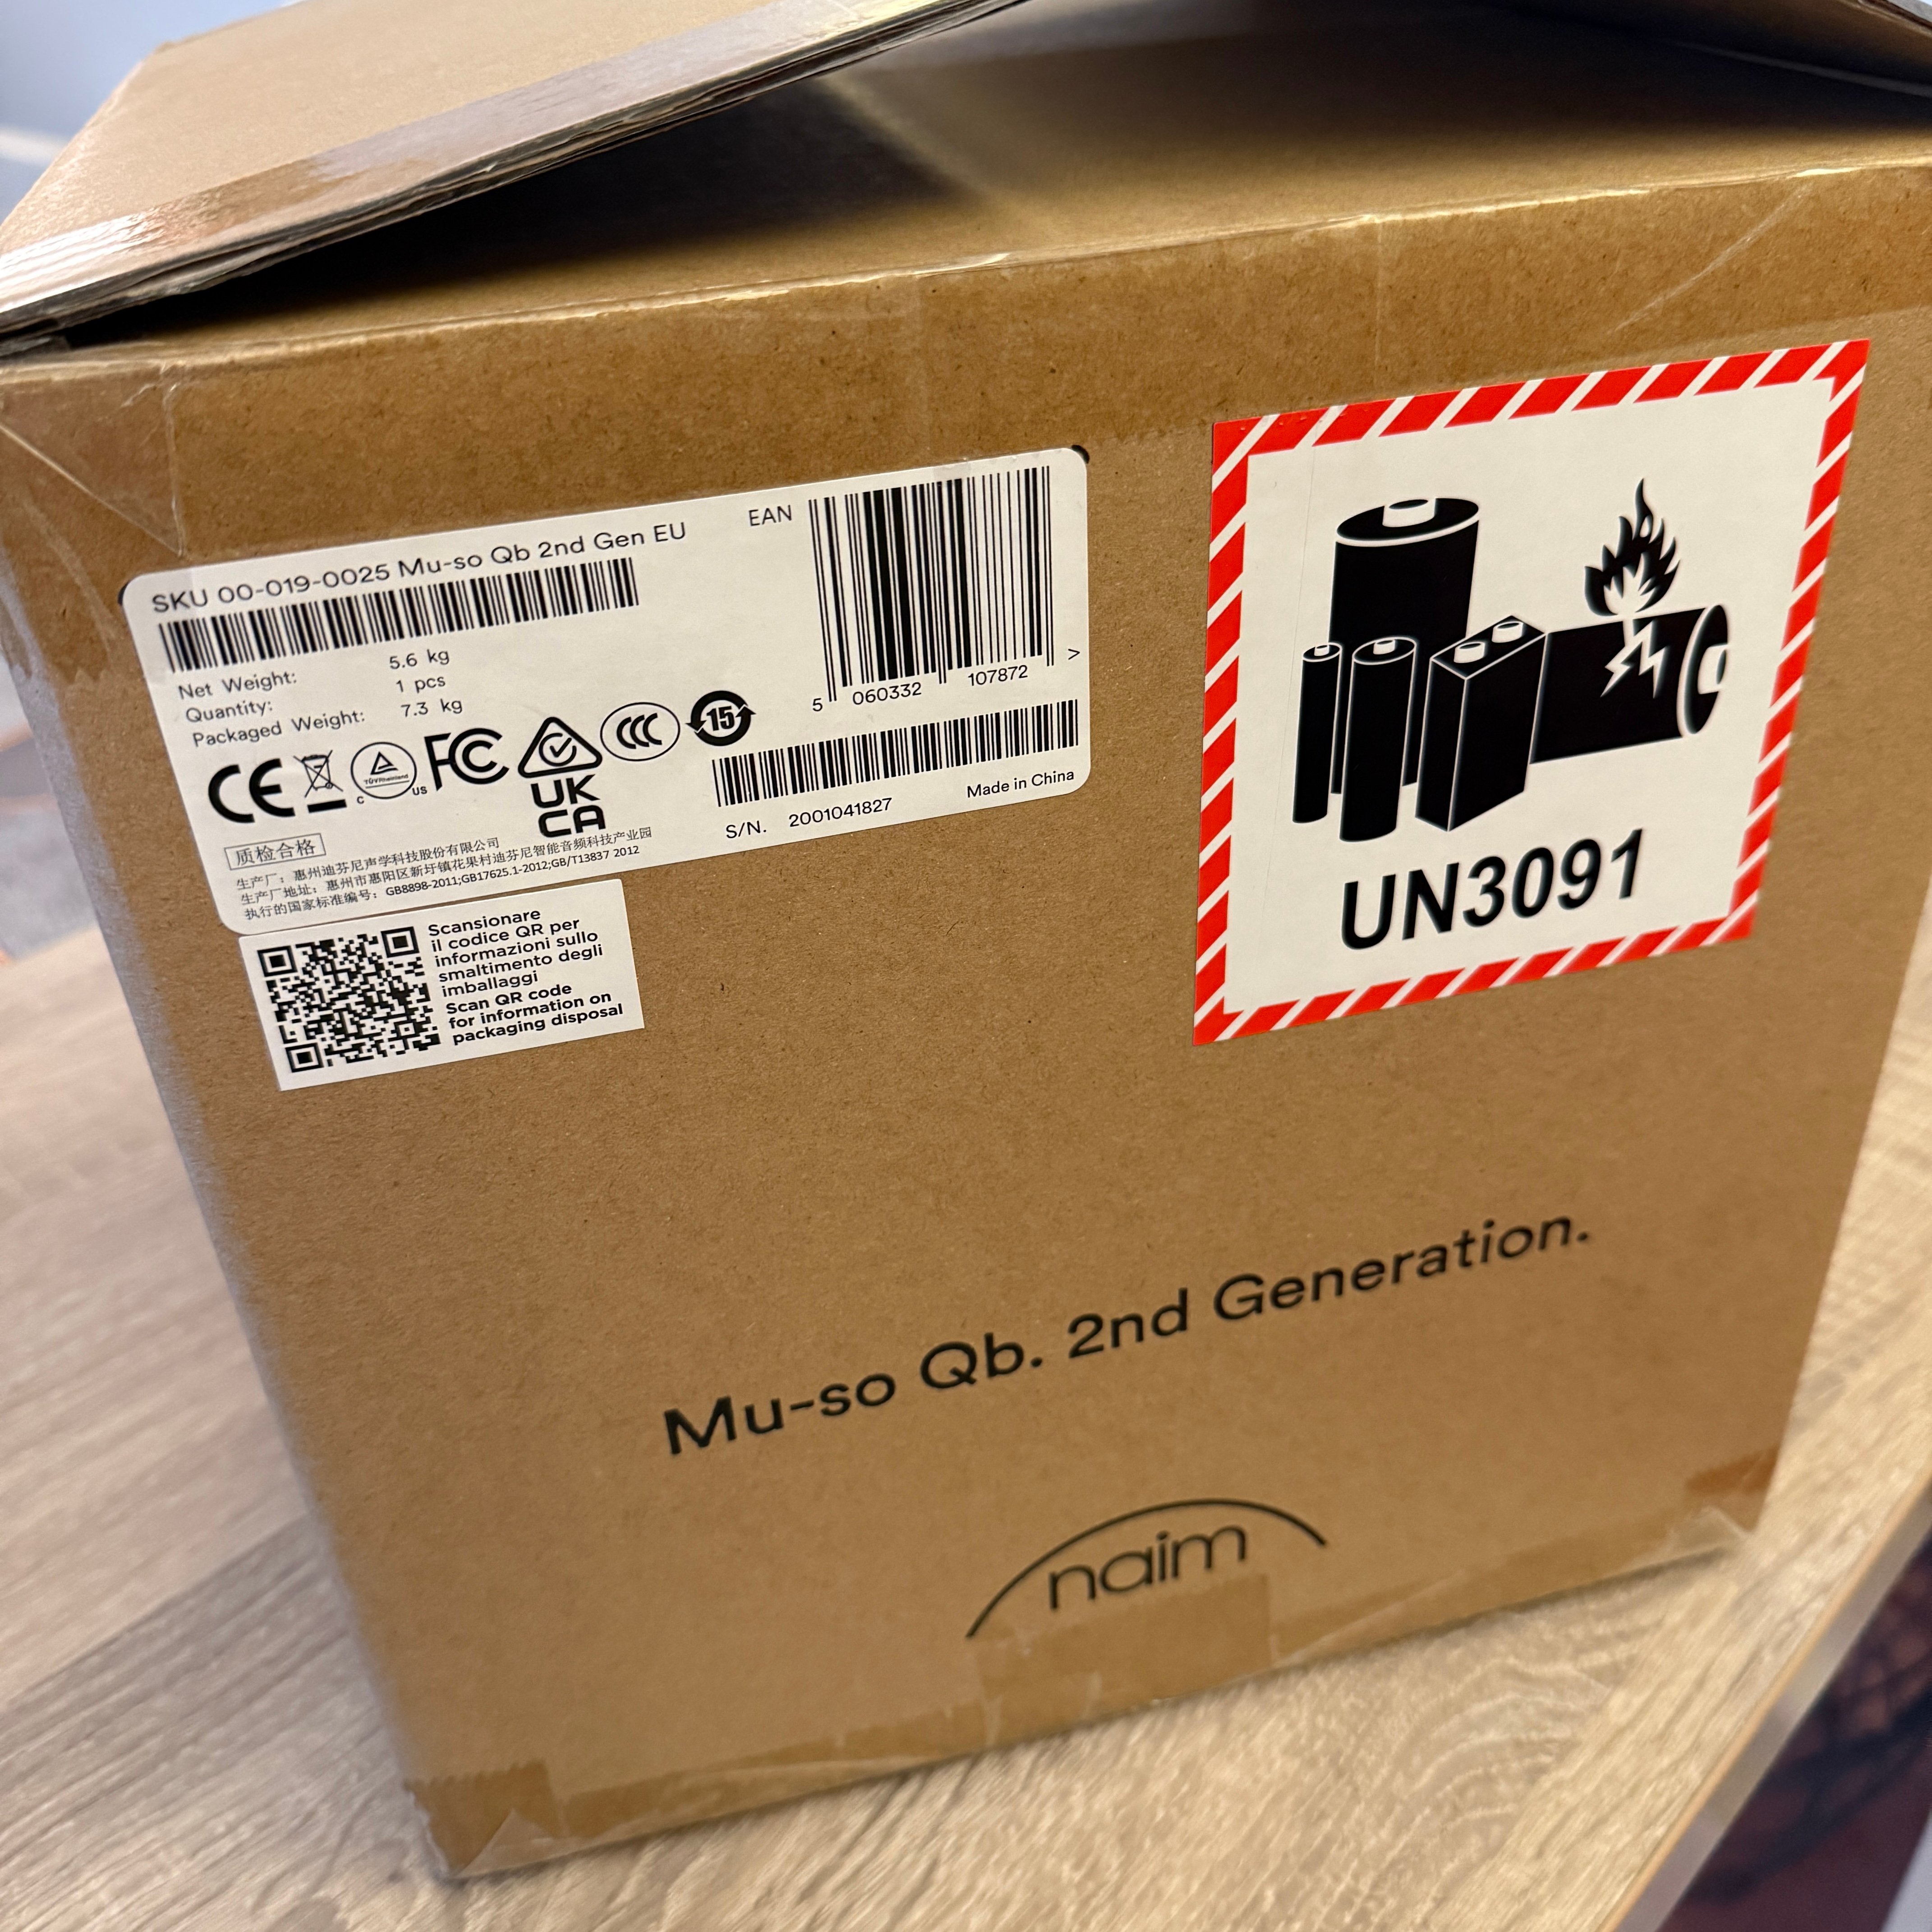 SKU 00-019-0025 Mu-so Qb 2nd Gen EU
EAN
5 060332 107872 >
Net Weight: 5.6 kg
Quantity: 1 pcs
Packaged Weight: 7.3 kg
CE
TÜVRheinland
C US
FC
UK
CA
CCC
15
S/N. 2001041827
Made in China
质检合格
生产厂：惠州迪芬尼声学科技股份有限公司
生产厂地址：惠州市惠阳区新圩镇花果村迪芬尼智能音频科技产业园
执行的国家标准编号：GB8898-2011;GB17625.1-2012;GB/T13837 2012
Scansionare
il codice QR per
informazioni sullo
smaltimento degli
imballaggi
Scan QR code
for information on
packaging disposal
UN3091
Mu-so Qb. 2nd Generation.
naim